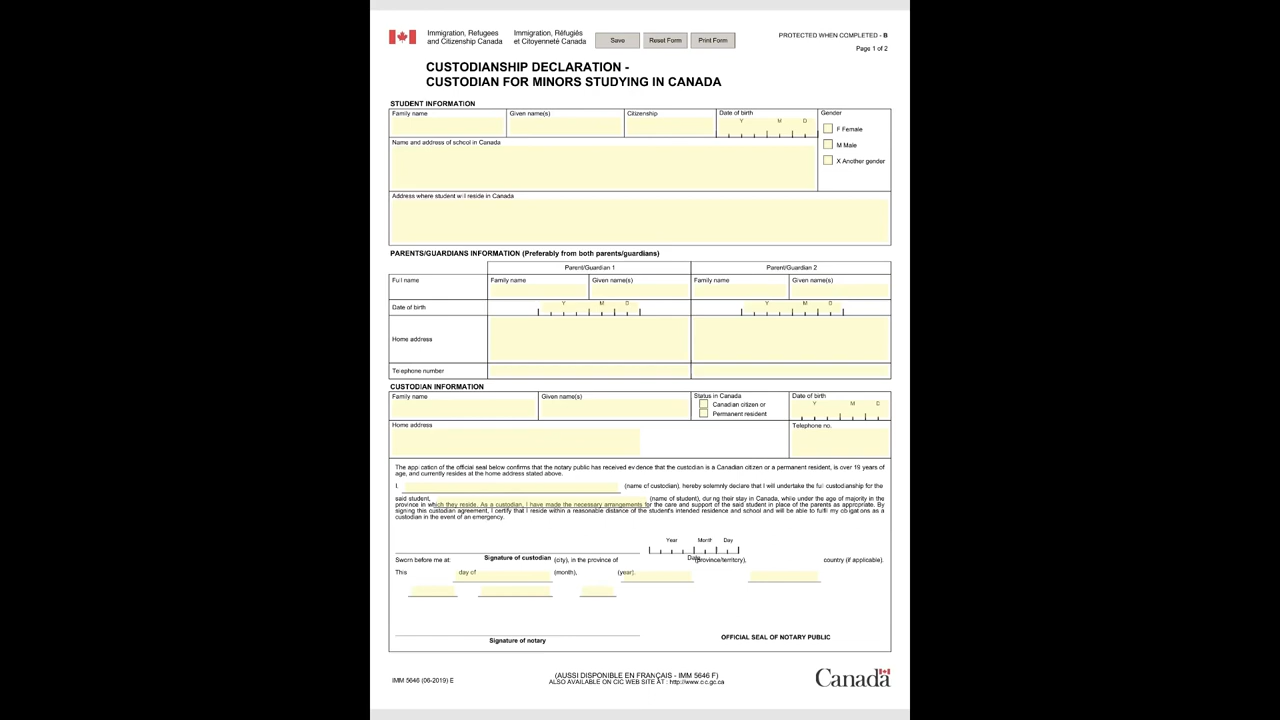 Immigration, Refugees and Citizenship Canada
Immigration, Réfugiés et Citoyenneté Canada
Save Reset Form Print Form
PROTECTED WHEN COMPLETED - B
Page 1 of 2
CUSTODIANSHIP DECLARATION -
CUSTODIAN FOR MINORS STUDYING IN CANADA
STUDENT INFORMATION
Family name Given name(s) Citizenship Date of birth Gender
Y M D
F Female
M Male
X Another gender
Name and address of school in Canada
Address where student will reside in Canada
PARENTS/GUARDIANS INFORMATION (Preferably from both parents/guardians)
Parent/Guardian 1 Parent/Guardian 2
Full name Family name Given name(s) Family name Given name(s)
Date of birth Y M D Y M D
Home address
Telephone number
CUSTODIAN INFORMATION
Family name Given name(s) Status in Canada Date of birth
Canadian citizen or Y M D
Permanent resident
Home address Telephone no.
The application of the official seal below confirms that the notary public has received evidence that the custodian is a Canadian citizen or a permanent resident, is over 19 years of
age, and currently resides at the home address stated above.
I, (name of custodian), hereby solemnly declare that I will undertake the full custodianship for the
said student, (name of student), during their stay in Canada, while under the age of majority in the
province in which they reside. As a custodian, I have made the necessary arrangements for the care and support of the said student in place of the parents as appropriate. By
signing this custodian agreement, I certify that I reside within a reasonable distance of the student's intended residence and school and will be able to fulfil my obligations as a
custodian in the event of an emergency.
Year Month Day
Signature of custodian Date
Sworn before me at: (city), in the province of (province/territory), country (if applicable).
This day of (month), (year).
Signature of notary
OFFICIAL SEAL OF NOTARY PUBLIC
IMM 5646 (06-2019) E
(AUSSI DISPONIBLE EN FRANÇAIS - IMM 5646 F)
ALSO AVAILABLE ON CIC WEB SITE AT : http://www.cic.gc.ca
Canada